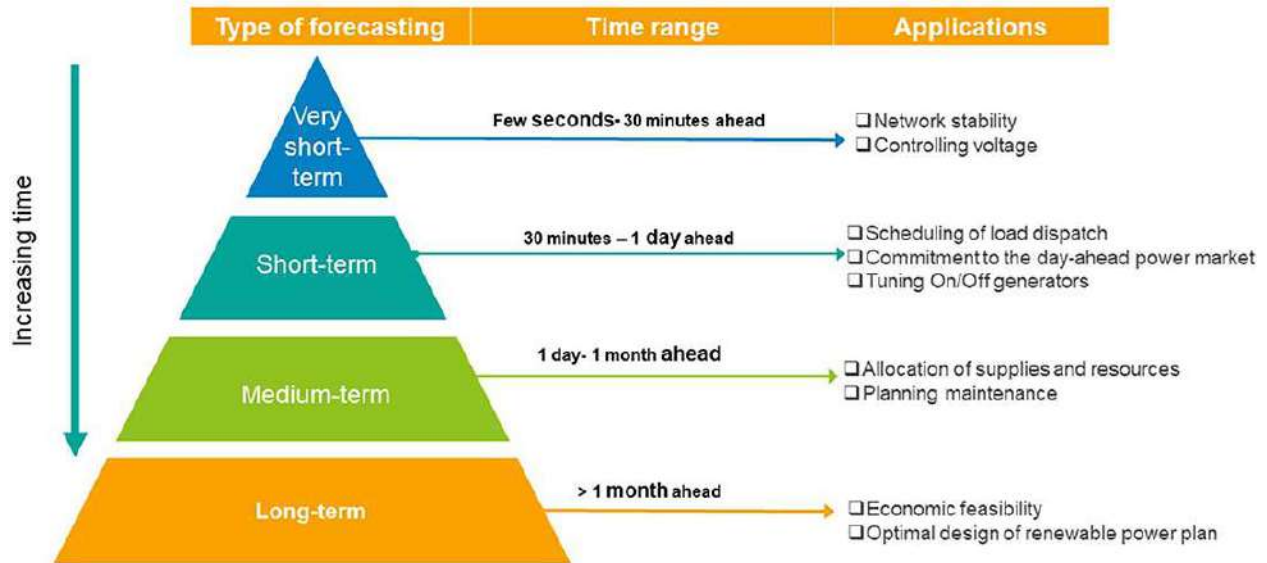 Type of forecasting
Time range
Applications
Increasing time
Very
short-
term
Few seconds- 30 minutes ahead
❑Network stability
❑Controlling voltage
Short-term
30 minutes – 1 day ahead
❑Scheduling of load dispatch
❑Commitment to the day-ahead power market
❑Tuning On/Off generators
Medium-term
1 day- 1 month ahead
❑Allocation of supplies and resources
❑Planning maintenance
Long-term
> 1 month ahead
❑Economic feasibility
❑Optimal design of renewable power plan